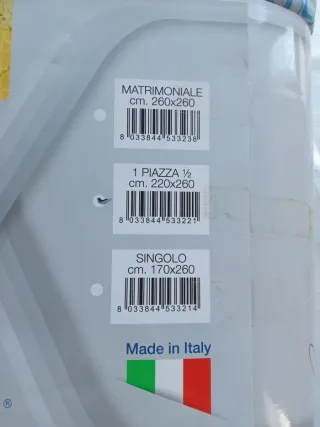 MATRIMONIALE
cm. 260x260
8 033844 533238
1 PIAZZA ½
cm. 220x260
8 033844 533221
SINGOLO
cm. 170x260
8 033844 533214
Made in Italy
®